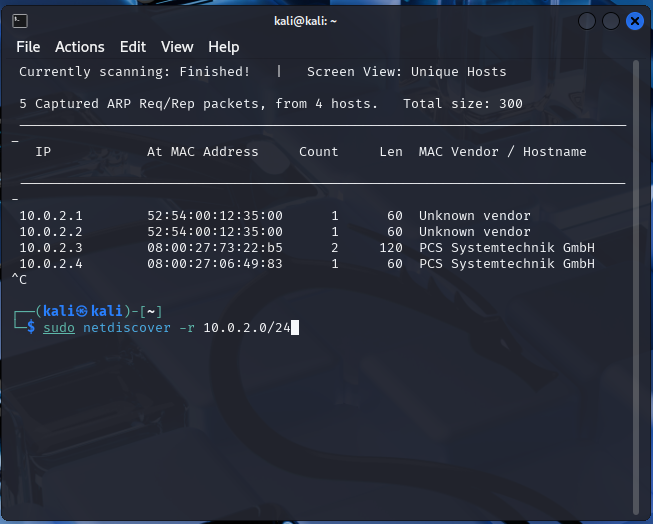 kali@kali: ~
File Actions Edit View Help
Currently scanning: Finished! | Screen View: Unique Hosts
5 Captured ARP Req/Rep packets, from 4 hosts. Total size: 300
_____________________________________________________________________________
IP At MAC Address Count Len MAC Vendor / Hostname
-----------------------------------------------------------------------------
10.0.2.1 52:54:00:12:35:00 1 60 Unknown vendor
10.0.2.2 52:54:00:12:35:00 1 60 Unknown vendor
10.0.2.3 08:00:27:73:22:b5 2 120 PCS Systemtechnik GmbH
10.0.2.4 08:00:27:06:49:83 1 60 PCS Systemtechnik GmbH
^C
┌──(kali㉿kali)-[~]
└─$ sudo netdiscover -r 10.0.2.0/24